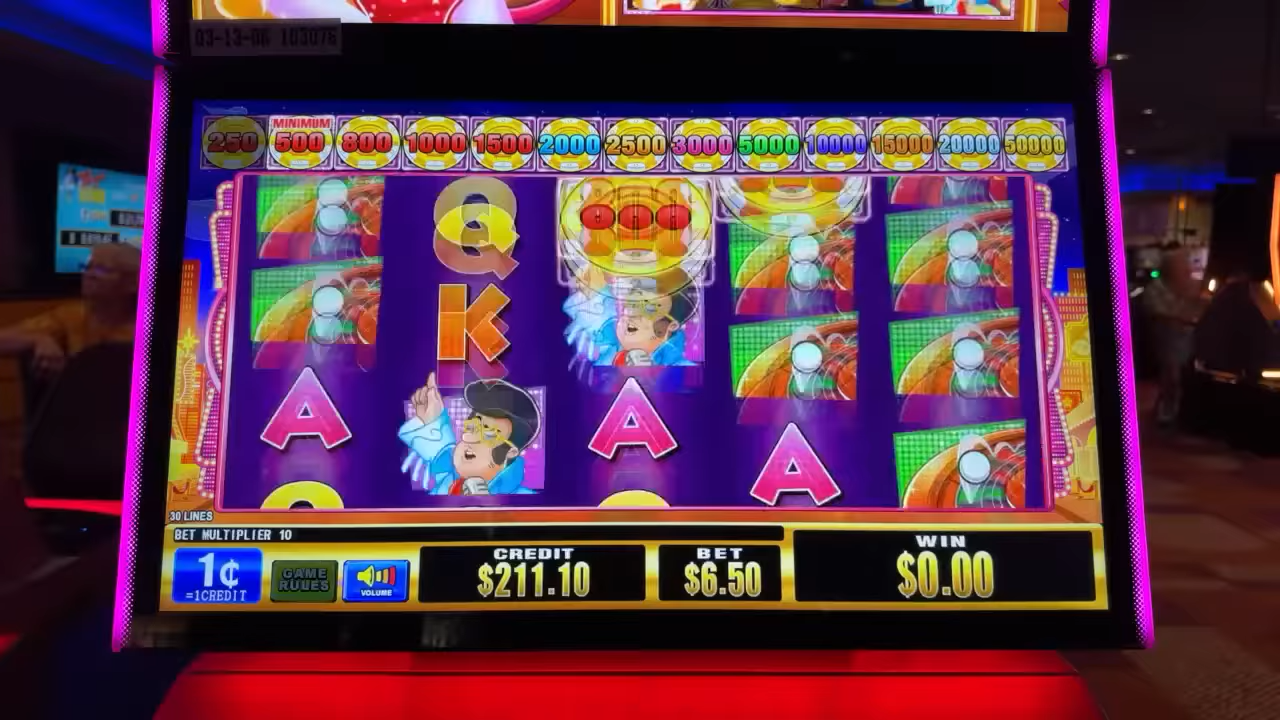 03-13-06 103076
MINIMUM
250 500 800 1000 1500 2000 2500 3000 5000 10000 15000 20000 50000
Q
K
A A A
30 LINES
BET MULTIPLIER 10
1¢
=1CREDIT
GAME
RULES
VOLUME
CREDIT
$211.10
BET
$6.50
WIN
$0.00